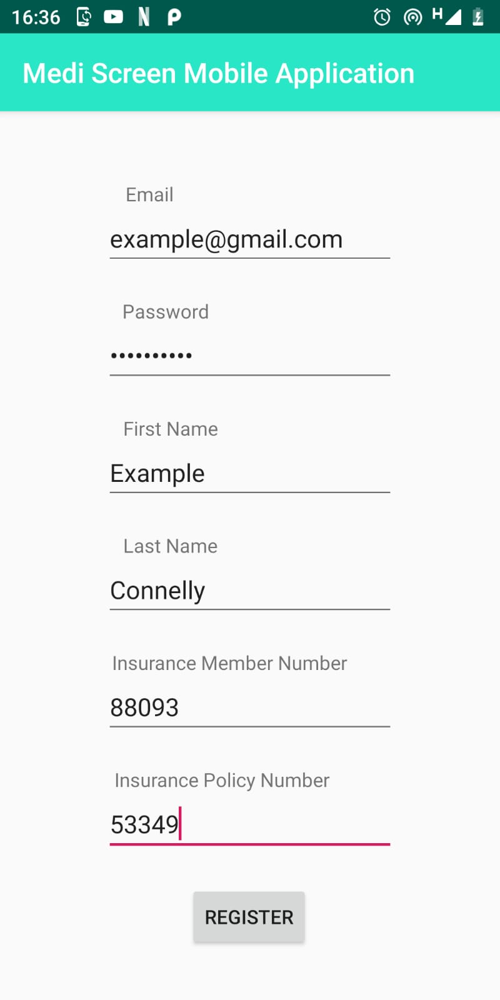 16:36
H
Medi Screen Mobile Application
Email
example@gmail.com
Password
••••••••••
First Name
Example
Last Name
Connelly
Insurance Member Number
88093
Insurance Policy Number
53349
REGISTER